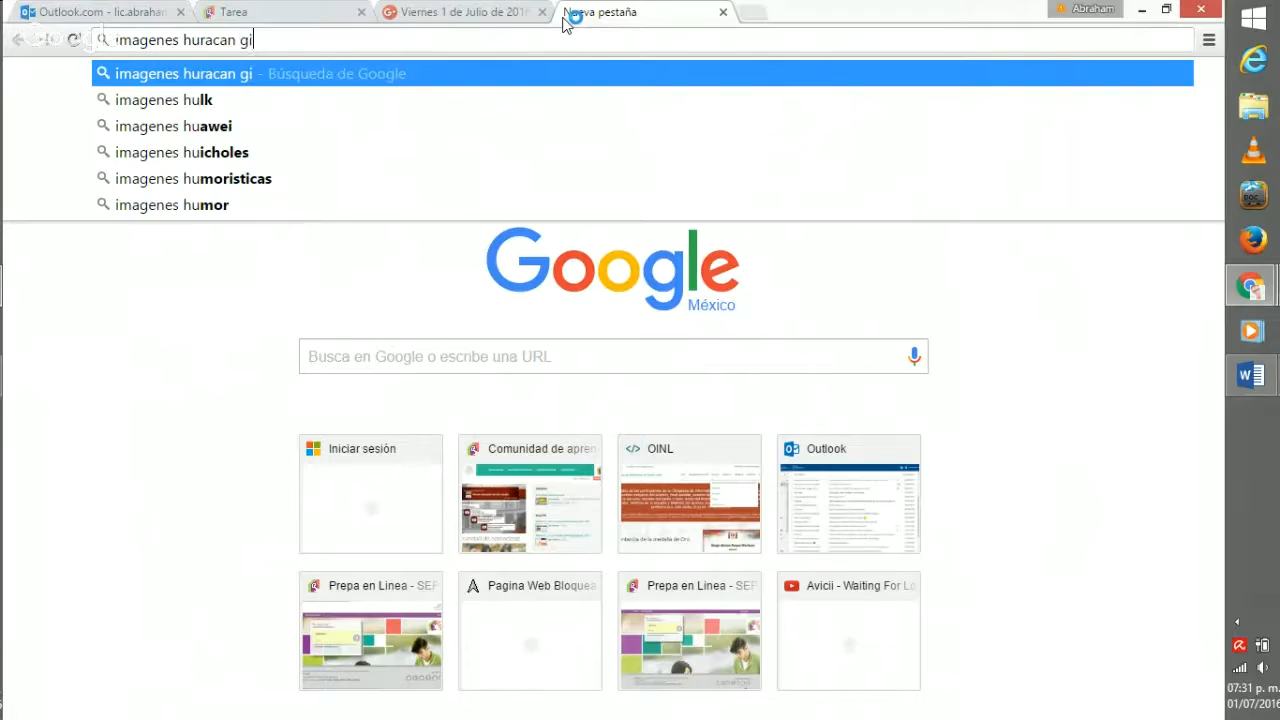 Outlook.com - lic.abraham
Tarea
Viernes 1 de Julio de 2016
Nueva pestaña
Abraham
imagenes huracan gi
imagenes huracan gi - Búsqueda de Google
imagenes hulk
imagenes huawei
imagenes huicholes
imagenes humoristicas
imagenes humor
Google
México
Busca en Google o escribe una URL
Iniciar sesión
Comunidad de apren
OINL
Outlook
Prepa en Linea - SEP
Pagina Web Bloquea
Prepa en Linea - SEP
Avicii - Waiting For Lo
07:31 p. m.
01/07/2016